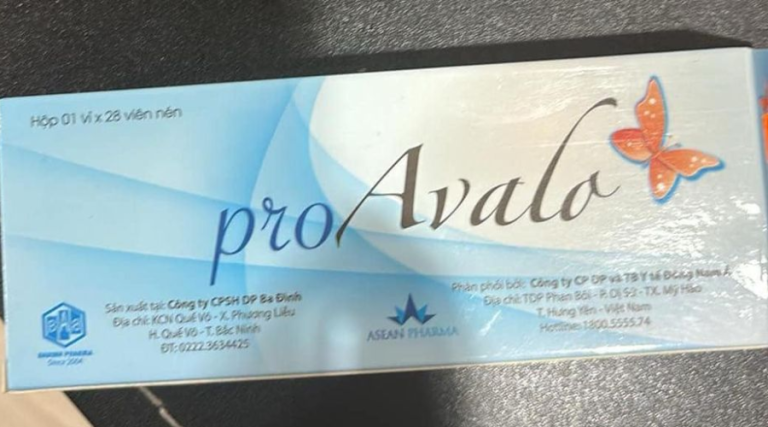 Hộp 01 vỉ x 28 viên nén
proAvalo
Sản xuất tại: Công ty CPSH DP Ba Đình
Địa chỉ: KCN Quế Võ - X. Phương Liễu
H. Quế Võ - T. Bắc Ninh
ĐT: 0222.3634425
Since 2004
ASEAN PHARMA
Phân phối bởi: Công ty CP DP và TB Y tế Đông Nam Á
Địa chỉ: TDP Phan Bôi - P. Dị Sử - TX. Mỹ Hào
T. Hưng Yên - Việt Nam
Hotline: 1800.5555.74